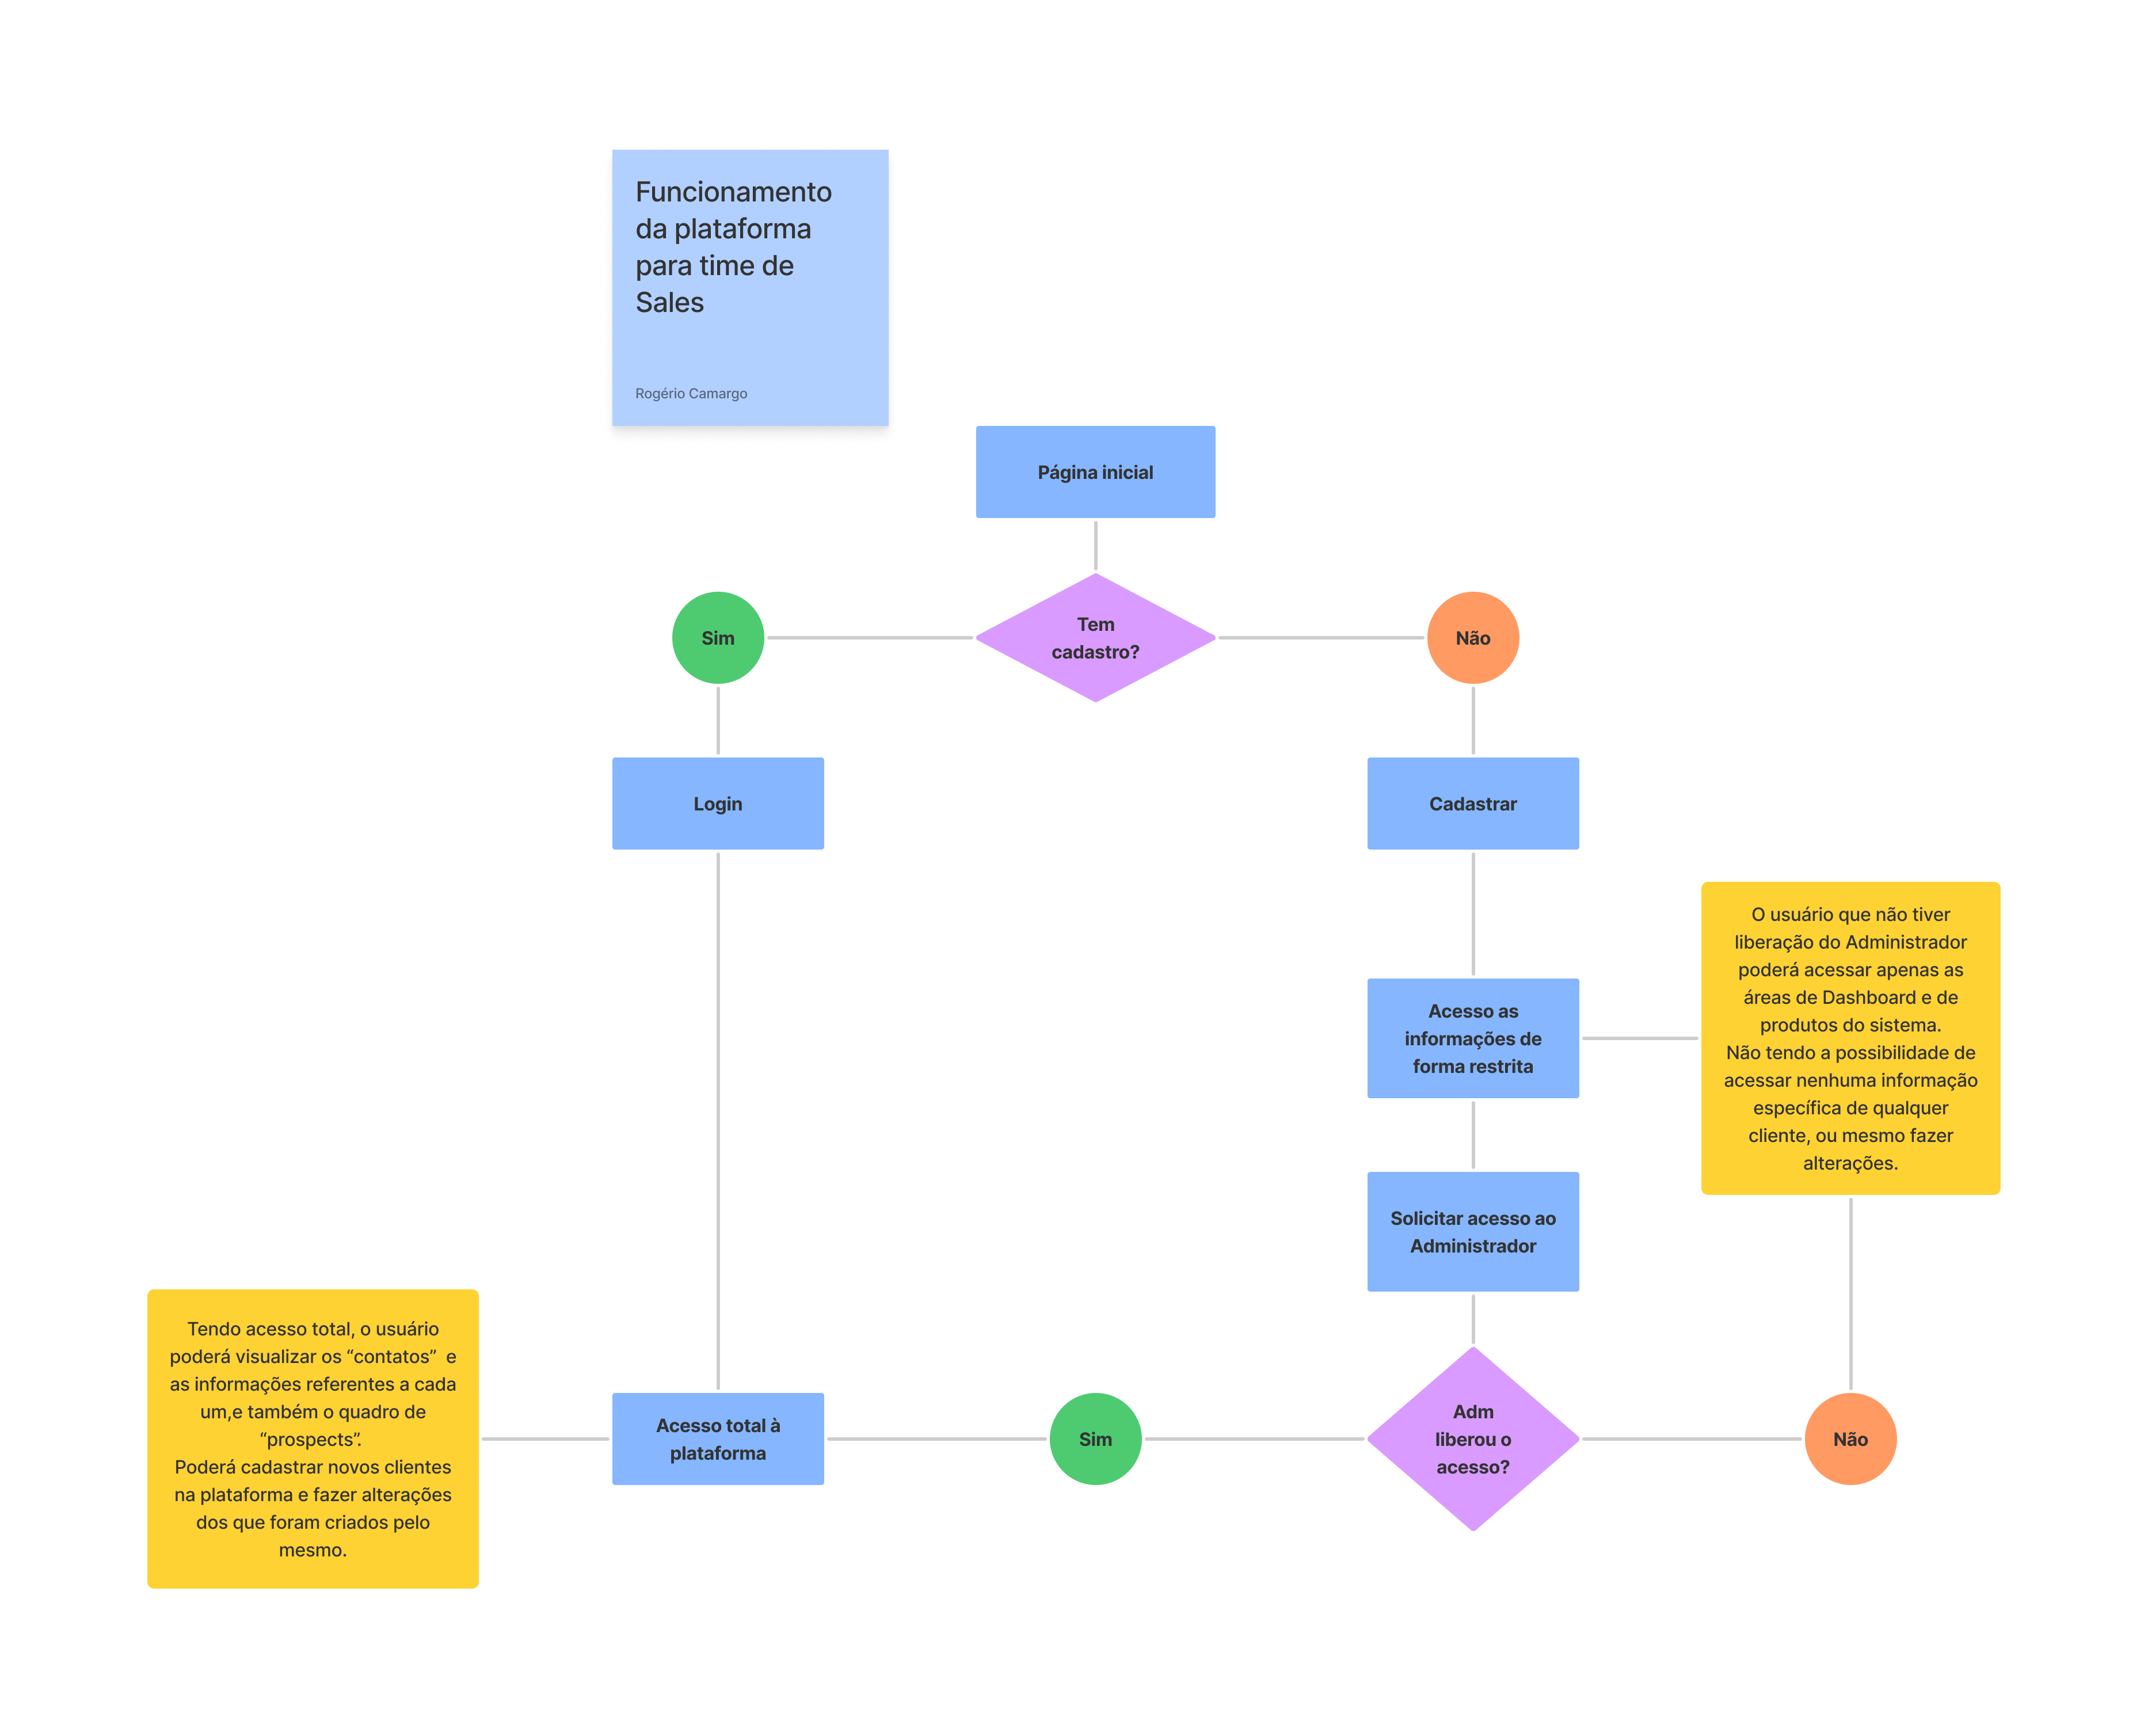 Funcionamento
da plataforma
para time de
Sales
Rogério Camargo
Página inicial
Tem
cadastro?
Sim
Não
Login
Cadastrar
Acesso as
informações de
forma restrita
O usuário que não tiver
liberação do Administrador
poderá acessar apenas as
áreas de Dashboard e de
produtos do sistema.
Não tendo a possibilidade de
acessar nenhuma informação
específica de qualquer
cliente, ou mesmo fazer
alterações.
Solicitar acesso ao
Administrador
Tendo acesso total, o usuário
poderá visualizar os “contatos”  e
as informações referentes a cada
um,e também o quadro de
“prospects”.
Poderá cadastrar novos clientes
na plataforma e fazer alterações
dos que foram criados pelo
mesmo.
Acesso total à
plataforma
Sim
Adm
liberou o
acesso?
Não